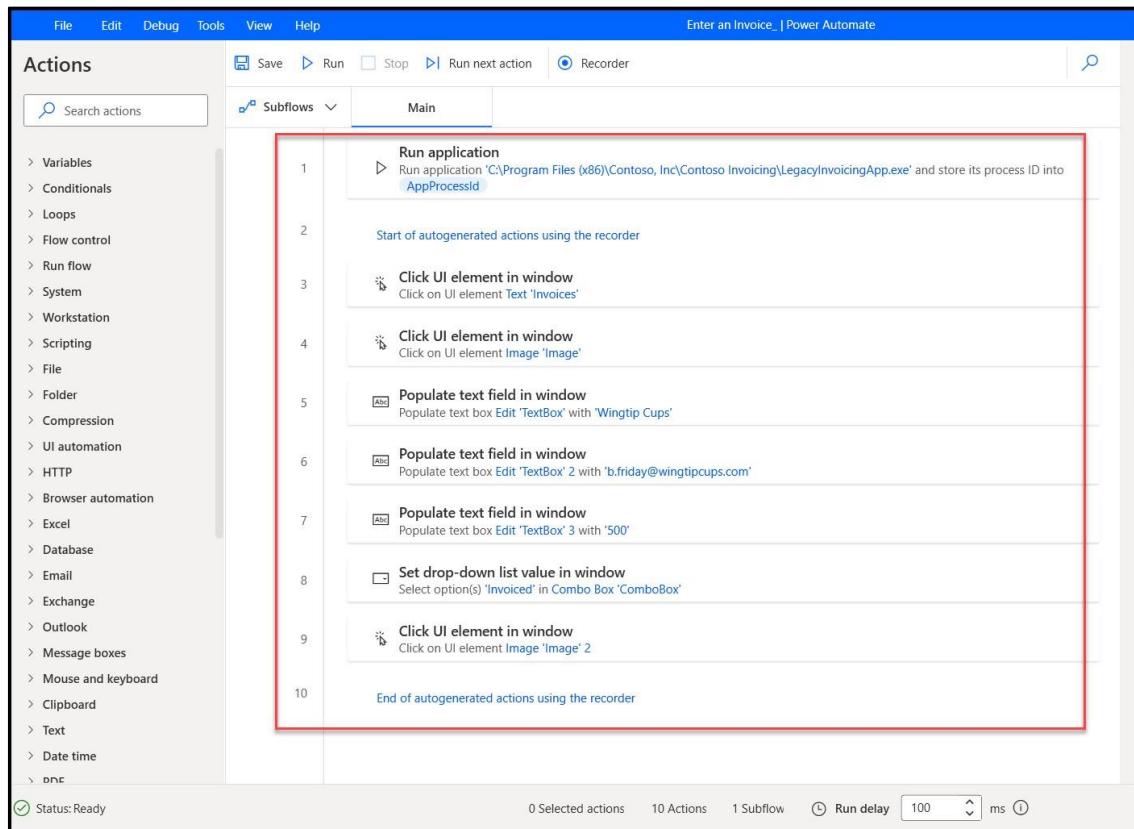 File Edit Debug Tools View Help Enter an Invoice_ | Power Automate
Actions
Save Run Stop Run next action Recorder
Search actions
Subflows Main
Variables
Conditionals
Loops
Flow control
Run flow
System
Workstation
Scripting
File
Folder
Compression
UI automation
HTTP
Browser automation
Excel
Database
Email
Exchange
Outlook
Message boxes
Mouse and keyboard
Clipboard
Text
Date time
PDF
1 Run application
Run application 'C:\Program Files (x86)\Contoso, Inc\Contoso Invoicing\LegacyInvoicingApp.exe' and store its process ID into
AppProcessId
2 Start of autogenerated actions using the recorder
3 Click UI element in window
Click on UI element Text 'Invoices'
4 Click UI element in window
Click on UI element Image 'Image'
5 Abc Populate text field in window
Populate text box Edit 'TextBox' with 'Wingtip Cups'
6 Abc Populate text field in window
Populate text box Edit 'TextBox' 2 with 'b.friday@wingtipcups.com'
7 Abc Populate text field in window
Populate text box Edit 'TextBox' 3 with '500'
8 Set drop-down list value in window
Select option(s) 'Invoiced' in Combo Box 'ComboBox'
9 Click UI element in window
Click on UI element Image 'Image' 2
10 End of autogenerated actions using the recorder
Status: Ready 0 Selected actions 10 Actions 1 Subflow Run delay 100 ms